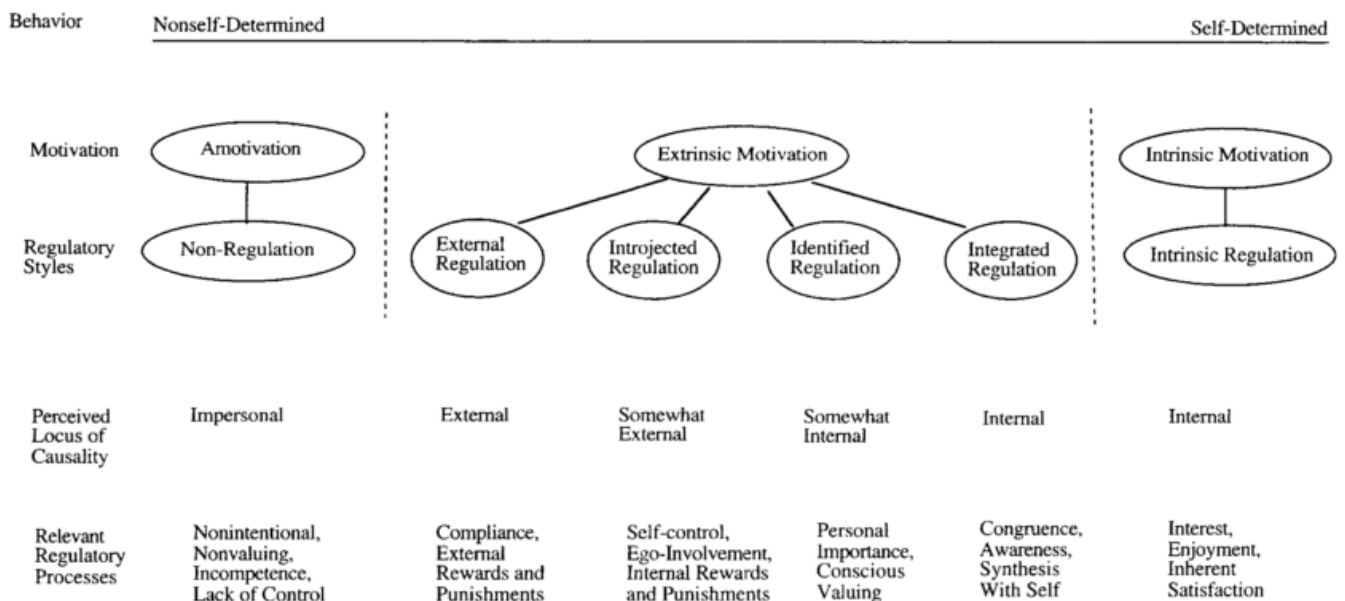 Behavior
Nonself-Determined
Self-Determined
Motivation
Amotivation
Extrinsic Motivation
Intrinsic Motivation
Regulatory
Styles
Non-Regulation
External
Regulation
Introjected
Regulation
Identified
Regulation
Integrated
Regulation
Intrinsic Regulation
Perceived
Locus of
Causality
Impersonal
External
Somewhat
External
Somewhat
Internal
Internal
Internal
Relevant
Regulatory
Processes
Nonintentional,
Nonvaluing,
Incompetence,
Lack of Control
Compliance,
External
Rewards and
Punishments
Self-control,
Ego-Involvement,
Internal Rewards
and Punishments
Personal
Importance,
Conscious
Valuing
Congruence,
Awareness,
Synthesis
With Self
Interest,
Enjoyment,
Inherent
Satisfaction